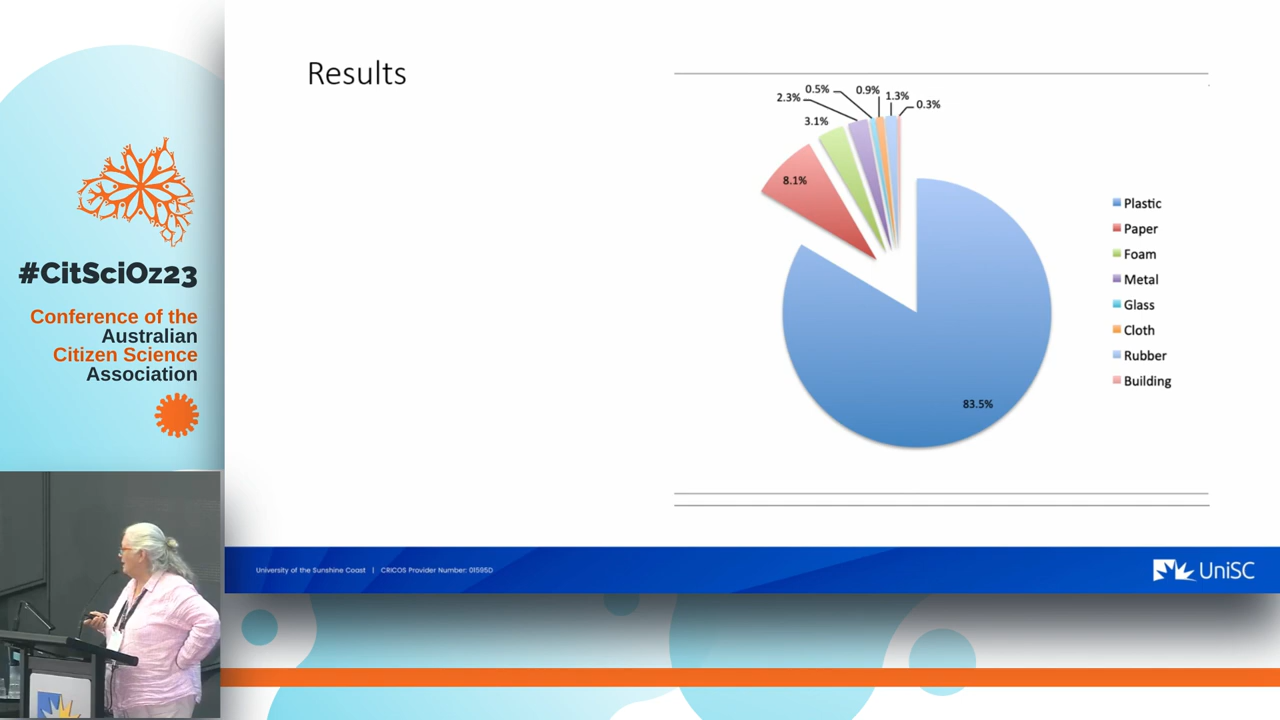 Results
#CitSciOz23
Conference of the
Australian
Citizen Science
Association
0.5%
0.9%
1.3%
2.3%
0.3%
3.1%
8.1%
83.5%
Plastic
Paper
Foam
Metal
Glass
Cloth
Rubber
Building
University of the Sunshine Coast | CRICOS Provider Number: 01595D
UniSC